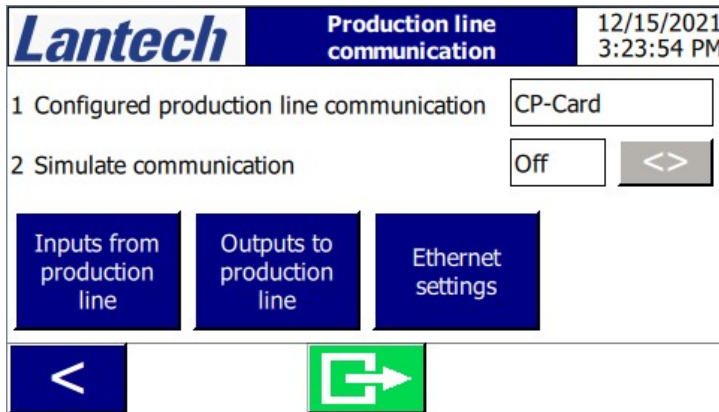 Lantech
Production line
communication
12/15/2021
3:23:54 PM
1 Configured production line communication
CP-Card
2 Simulate communication
Off
<>
Inputs from
production
line
Outputs to
production
line
Ethernet
settings
<